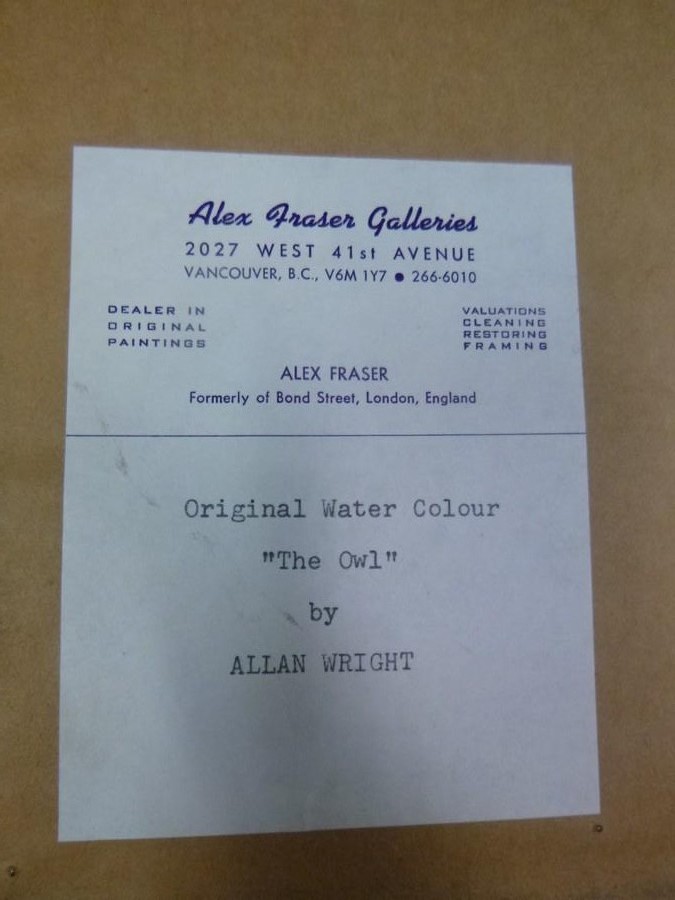 Alex Fraser Galleries
2027 WEST 41st AVENUE
VANCOUVER, B.C., V6M 1Y7 ● 266-6010
DEALER IN
ORIGINAL
PAINTINGS
VALUATIONS
CLEANING
RESTORING
FRAMING
ALEX FRASER
Formerly of Bond Street, London, England
Original Water Colour
"The Owl"
by
ALLAN WRIGHT